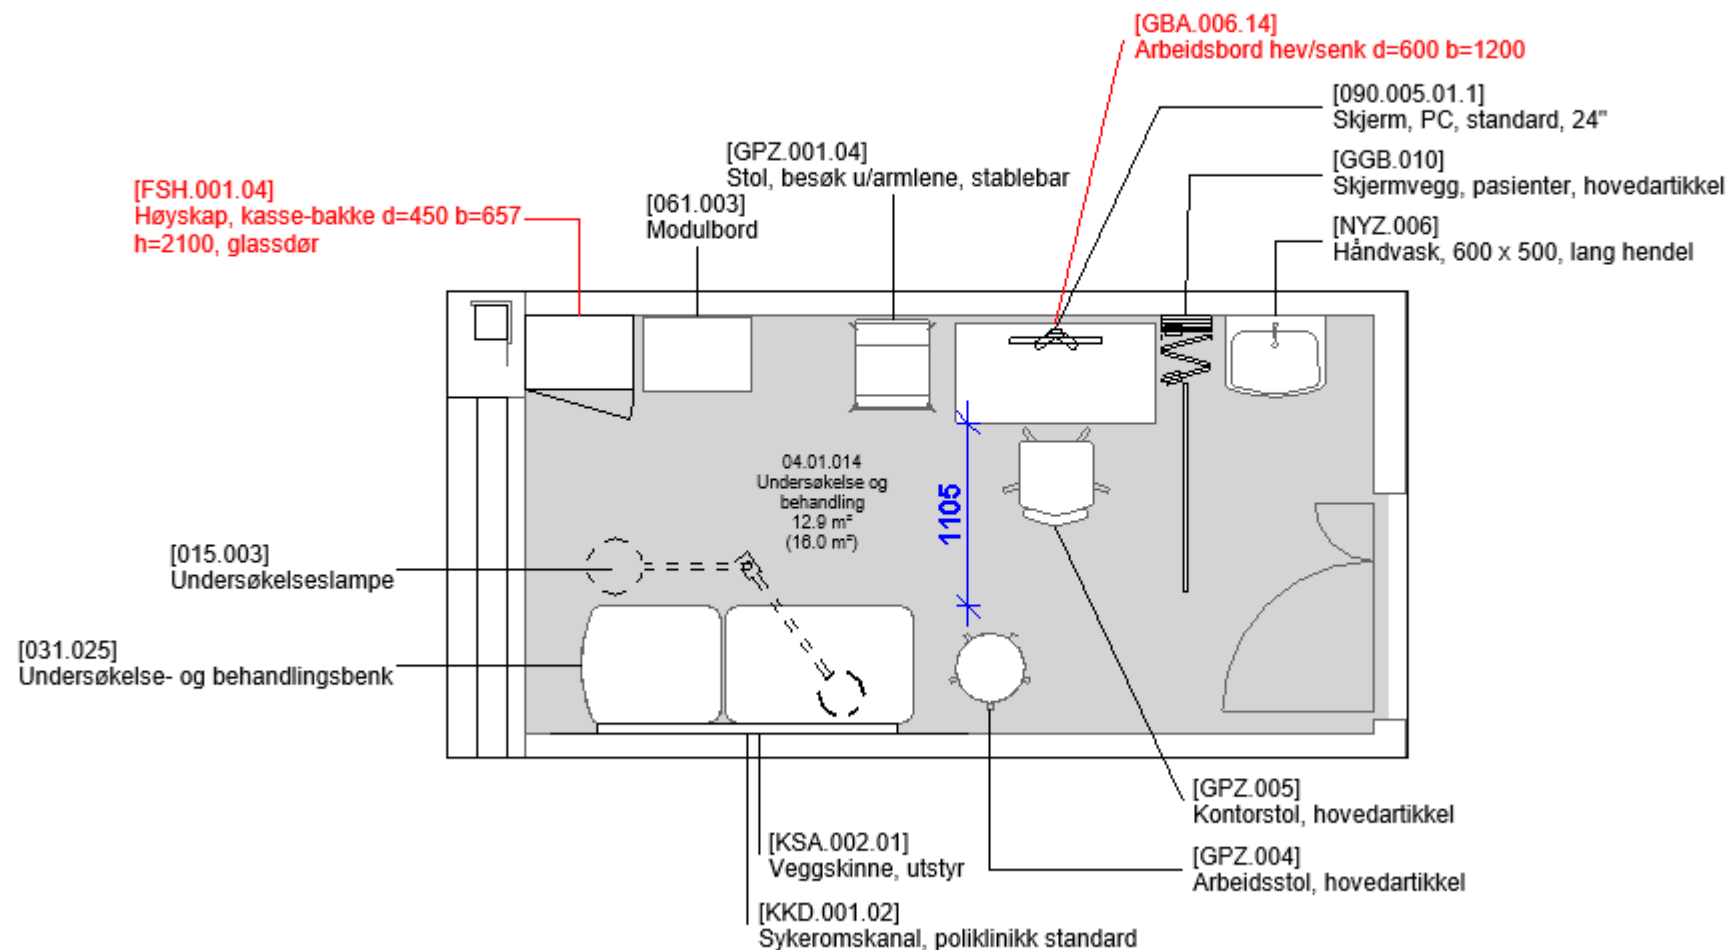 [GBA.006.14]
Arbeidsbord hev/senk d=600 b=1200
[090.005.01.1]
Skjerm, PC, standard, 24"
[GPZ.001.04]
Stol, besøk u/armlene, stablebar
[GGB.010]
Skjermvegg, pasienter, hovedartikkel
[FSH.001.04]
Høyskap, kasse-bakke d=450 b=657
h=2100, glassdør
[061.003]
Modulbord
[NYZ.006]
Håndvask, 600 x 500, lang hendel
04.01.014
Undersøkelse og
behandling
12.9 m²
(16.0 m²)
1105
[015.003]
Undersøkelseslampe
[031.025]
Undersøkelse- og behandlingsbenk
[GPZ.005]
Kontorstol, hovedartikkel
[KSA.002.01]
Veggskinne, utstyr
[GPZ.004]
Arbeidsstol, hovedartikkel
[KKD.001.02]
Sykeromskanal, poliklinikk standard